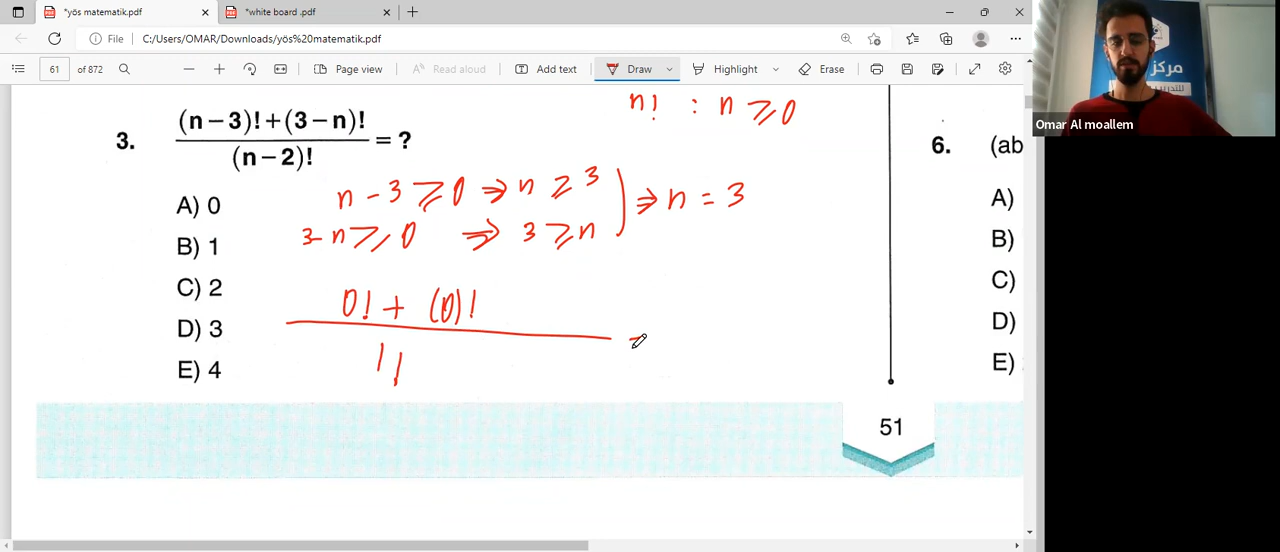 *yös matematik.pdf
*white board .pdf
File C:/Users/OMAR/Downloads/yös%20matematik.pdf
61 of 872 Page view Read aloud Add text Draw Highlight Erase
n! : n ⩾ 0
3. (n − 3)! + (3 − n)! / (n − 2)! = ?
n - 3 ⩾ 0 ⇒ n ⩾ 3
3 - n ⩾ 0 ⇒ 3 ⩾ n ) ⇒ n = 3
A) 0
B) 1
C) 2
D) 3
E) 4
0! + (0)!
1!
6. (ab
A)
B)
C)
D)
E)
51
مركز
للتدريب
Omar Al moallem